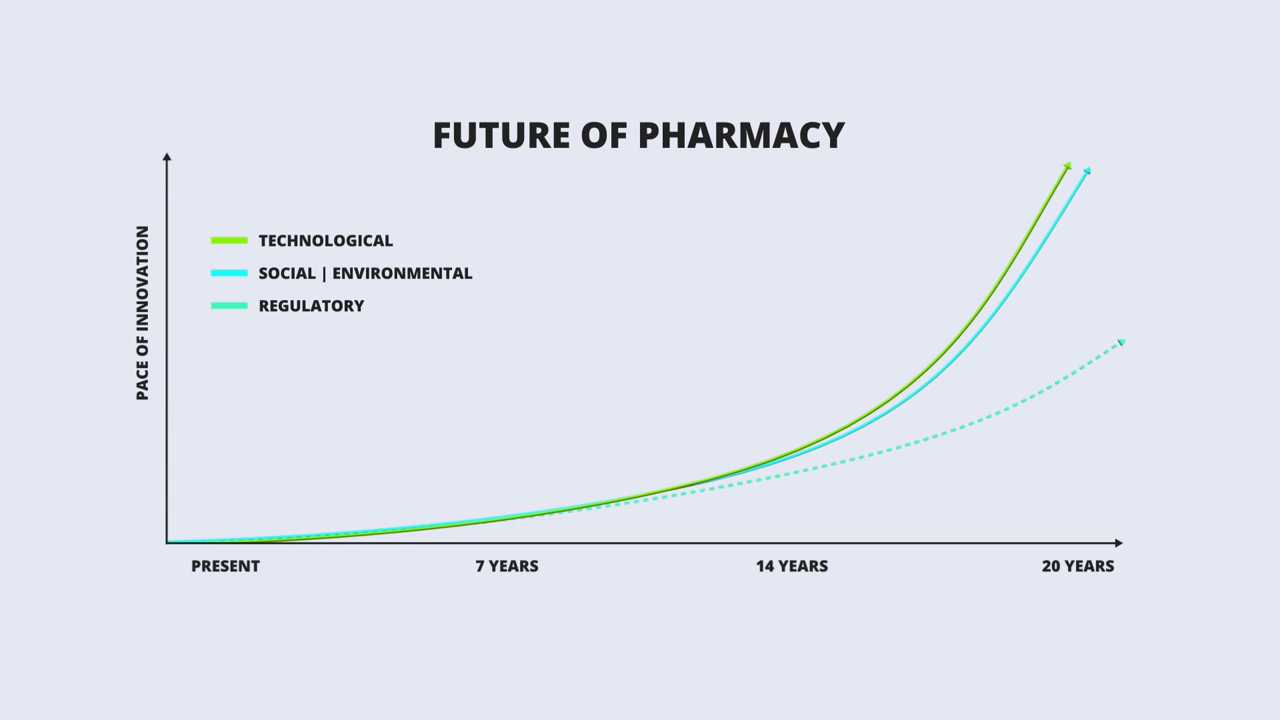 FUTURE OF PHARMACY
PACE OF INNOVATION
TECHNOLOGICAL
SOCIAL | ENVIRONMENTAL
REGULATORY
PRESENT
7 YEARS
14 YEARS
20 YEARS